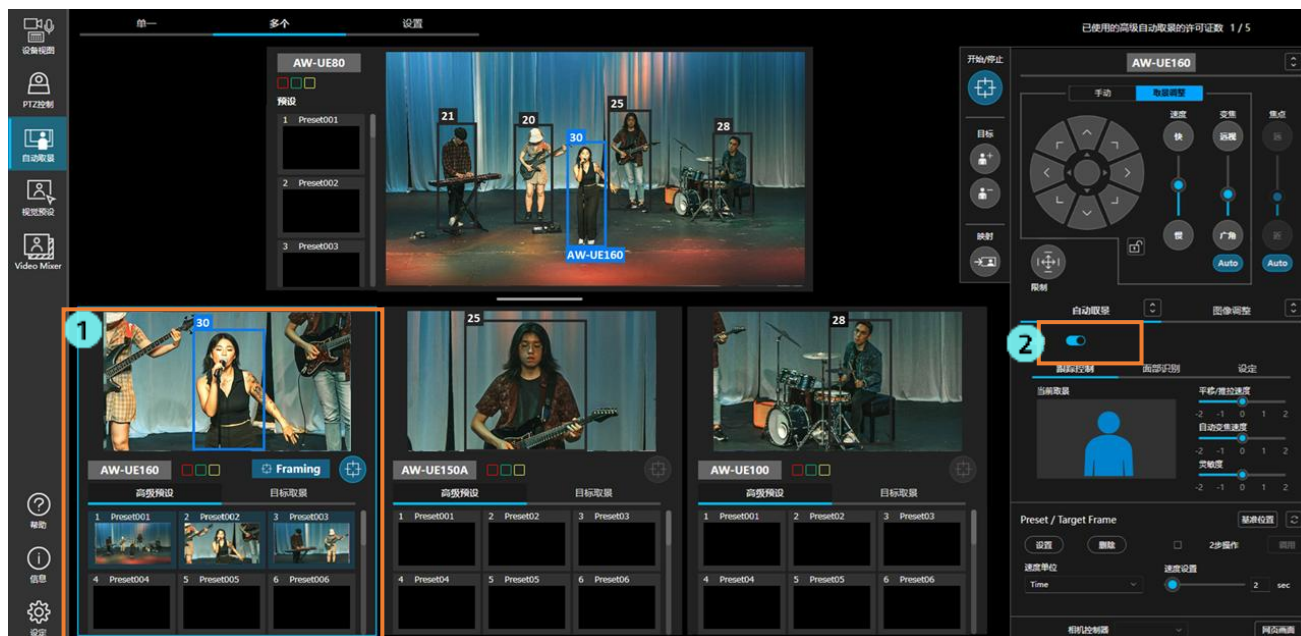 设备视图
PTZ控制
自动取景
视觉预设
Video Mixer
帮助
信息
设定
单一
多个
设置
已使用的高级自动取景的许可证数 1 / 5
AW-UE80
预设
1 Preset001
2 Preset002
3 Preset003
21
20
30
25
28
AW-UE160
开始/停止
目标
映射
AW-UE160
手动
取景调整
速度
变焦
焦点
快
远视
远
慢
广角
近
Auto
Auto
限制
自动取景
图像调整
2
跟踪控制
面部识别
设定
当前取景
平移/推拉速度
-2 -1 0 1 2
自动变焦速度
-2 -1 0 1 2
灵敏度
-2 -1 0 1 2
Preset / Target Frame
基准位置
设置
删除
2步操作
调用
速度单位
速度设置
Time
2 sec
相机控制器
网页画面
1
30
AW-UE160
Framing
高级预设
目标取景
1 Preset001
2 Preset002
3 Preset003
4 Preset004
5 Preset005
6 Preset006
25
AW-UE150A
高级预设
目标取景
1 Preset001
2 Preset02
3 Preset03
4 Preset04
5 Preset05
6 Preset06
28
AW-UE100
高级预设
目标取景
1 Preset001
2 Preset02
3 Preset03
4 Preset04
5 Preset05
6 Preset06